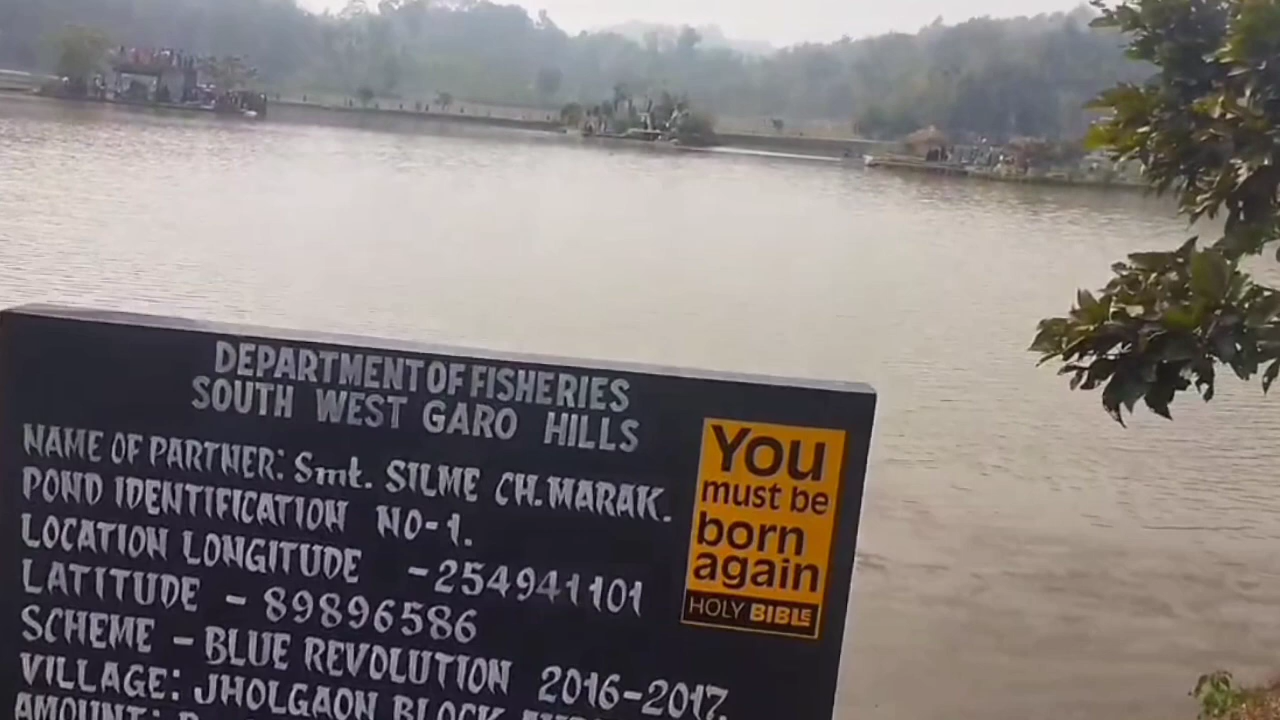 DEPARTMENT OF FISHERIES
SOUTH WEST GARO HILLS
NAME OF PARTNER: Smt. SILME CH. MARAK.
POND IDENTIFICATION NO-1.
LOCATION LONGITUDE -254941101
LATITUDE - 89896586
SCHEME - BLUE REVOLUTION 2016-2017.
VILLAGE: JHOLGAON BLOCK
AMOUNT:
You
must be
born
again
HOLY BIBLE